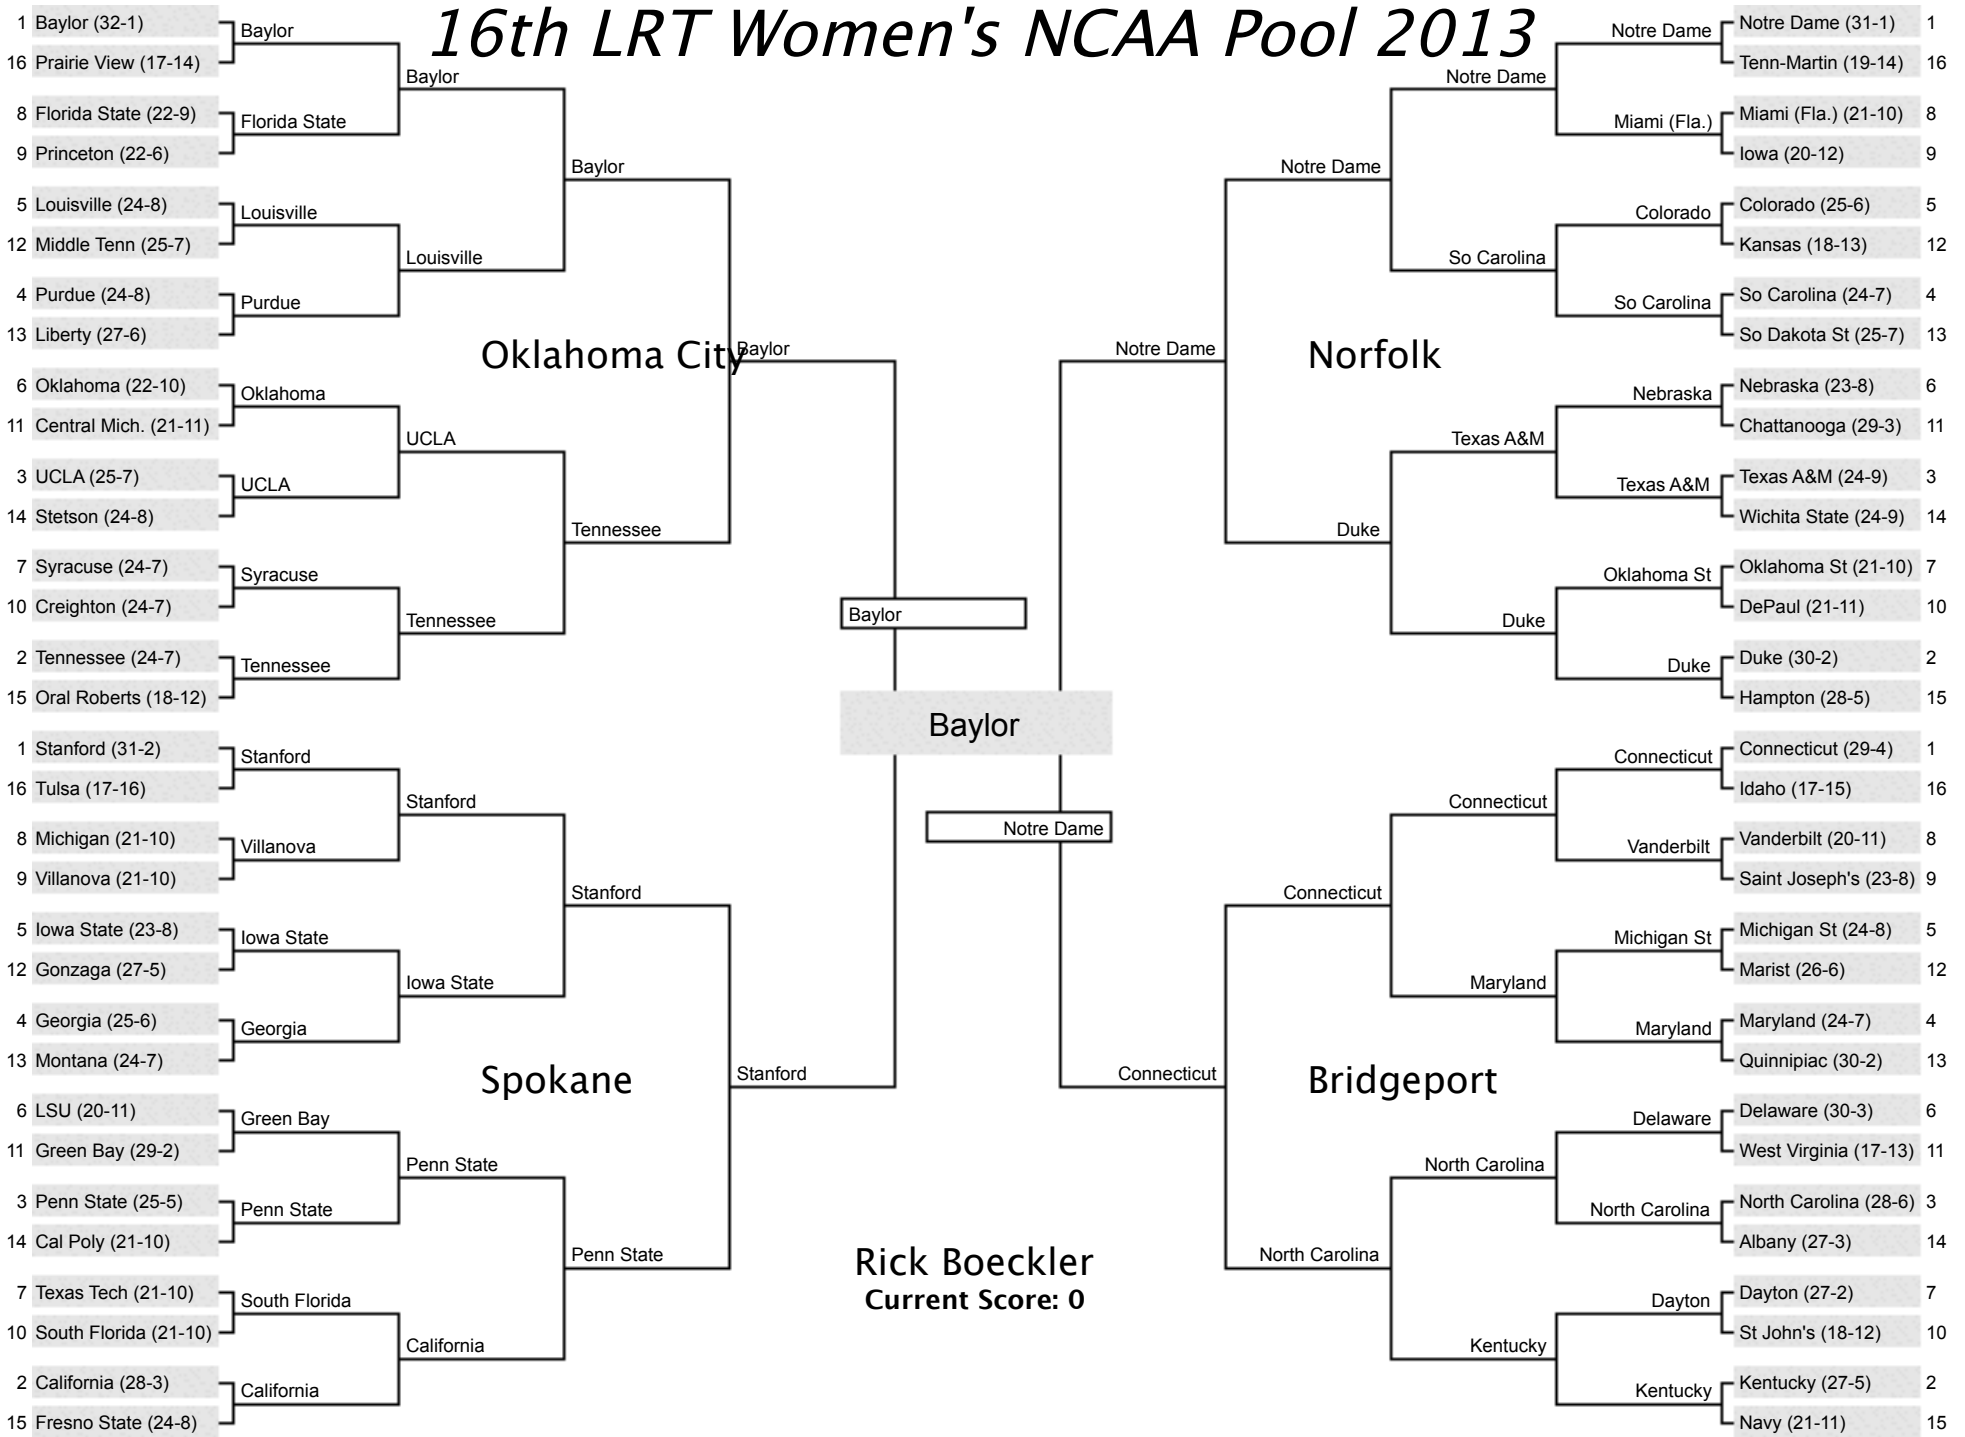 16th LRT Women's NCAA Pool 2013
1 Baylor (32-1)
16 Prairie View (17-14)
8 Florida State (22-9)
9 Princeton (22-6)
5 Louisville (24-8)
12 Middle Tenn (25-7)
4 Purdue (24-8)
13 Liberty (27-6)
6 Oklahoma (22-10)
11 Central Mich. (21-11)
3 UCLA (25-7)
14 Stetson (24-8)
7 Syracuse (24-7)
10 Creighton (24-7)
2 Tennessee (24-7)
15 Oral Roberts (18-12)
Baylor
Florida State
Louisville
Purdue
Oklahoma
UCLA
Syracuse
Tennessee
Baylor
Louisville
UCLA
Tennessee
Baylor
Tennessee
Oklahoma City
Baylor
1 Stanford (31-2)
16 Tulsa (17-16)
8 Michigan (21-10)
9 Villanova (21-10)
5 Iowa State (23-8)
12 Gonzaga (27-5)
4 Georgia (25-6)
13 Montana (24-7)
6 LSU (20-11)
11 Green Bay (29-2)
3 Penn State (25-5)
14 Cal Poly (21-10)
7 Texas Tech (21-10)
10 South Florida (21-10)
2 California (28-3)
15 Fresno State (24-8)
Stanford
Villanova
Iowa State
Georgia
Green Bay
Penn State
South Florida
California
Stanford
Iowa State
Penn State
California
Stanford
Penn State
Spokane
Stanford
Baylor
Baylor
Notre Dame
Rick Boeckler
Current Score: 0
Notre Dame
Norfolk
Notre Dame
Duke
Notre Dame
So Carolina
Texas A&M
Duke
Notre Dame
Miami (Fla.)
Colorado
So Carolina
Nebraska
Texas A&M
Oklahoma St
Duke
Notre Dame (31-1) 1
Tenn-Martin (19-14) 16
Miami (Fla.) (21-10) 8
Iowa (20-12) 9
Colorado (25-6) 5
Kansas (18-13) 12
So Carolina (24-7) 4
So Dakota St (25-7) 13
Nebraska (23-8) 6
Chattanooga (29-3) 11
Texas A&M (24-9) 3
Wichita State (24-9) 14
Oklahoma St (21-10) 7
DePaul (21-11) 10
Duke (30-2) 2
Hampton (28-5) 15
Connecticut
Bridgeport
Connecticut
North Carolina
Connecticut
Maryland
North Carolina
Kentucky
Connecticut
Vanderbilt
Michigan St
Maryland
Delaware
North Carolina
Dayton
Kentucky
Connecticut (29-4) 1
Idaho (17-15) 16
Vanderbilt (20-11) 8
Saint Joseph's (23-8) 9
Michigan St (24-8) 5
Marist (26-6) 12
Maryland (24-7) 4
Quinnipiac (30-2) 13
Delaware (30-3) 6
West Virginia (17-13) 11
North Carolina (28-6) 3
Albany (27-3) 14
Dayton (27-2) 7
St John's (18-12) 10
Kentucky (27-5) 2
Navy (21-11) 15